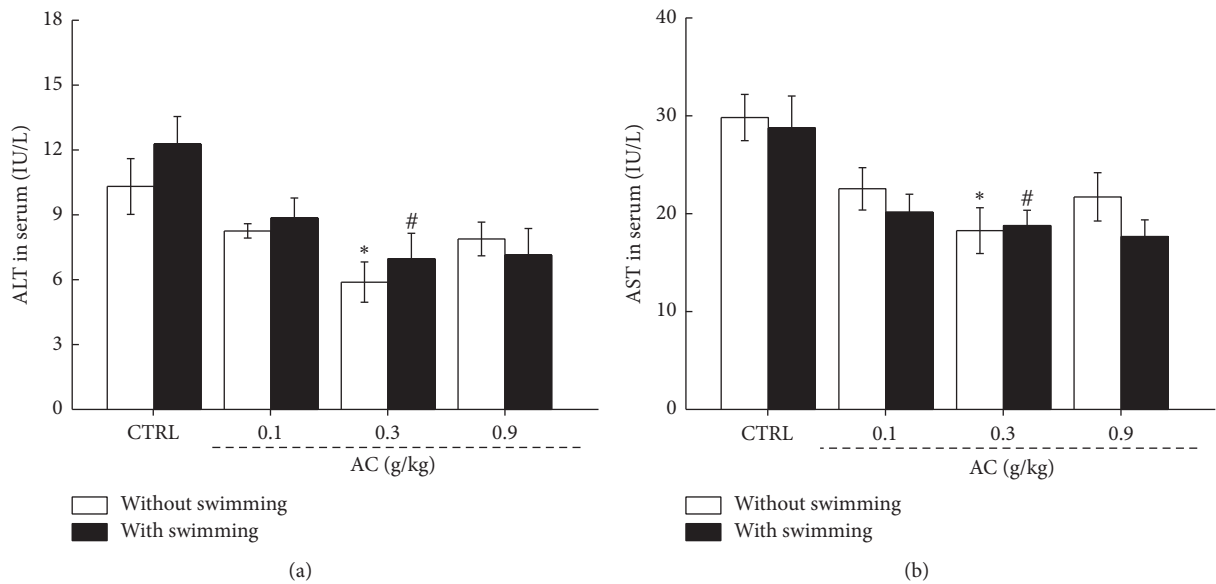 ALT in serum (IU/L)
18
15
12
9
6
3
0
*
#
CTRL 0.1 0.3 0.9
AC (g/kg)
Without swimming
With swimming
(a)
AST in serum (IU/L)
40
30
20
10
0
*
#
CTRL 0.1 0.3 0.9
AC (g/kg)
Without swimming
With swimming
(b)